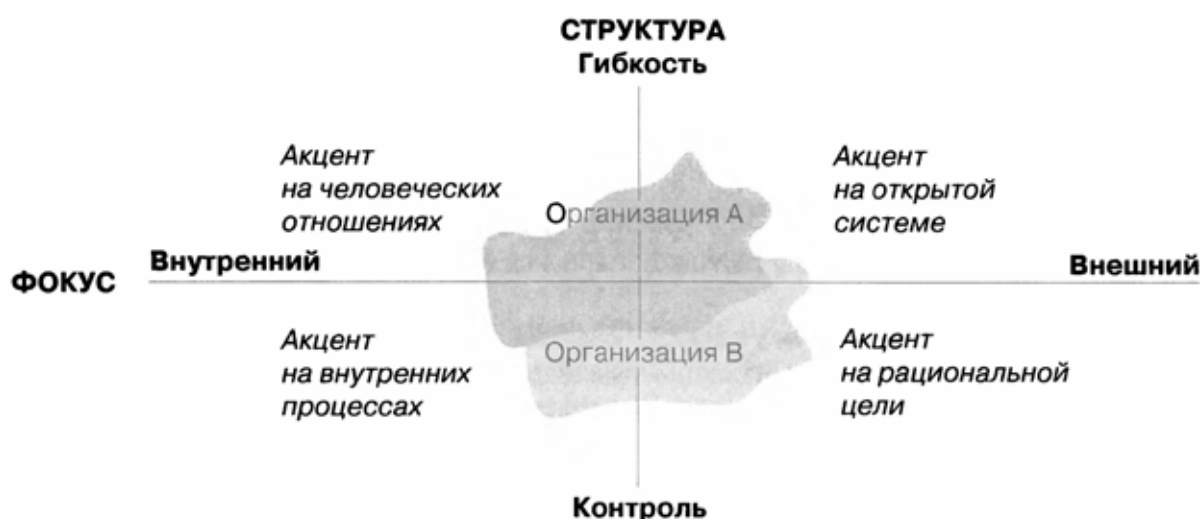 СТРУКТУРА
Гибкость
Акцент
на человеческих
отношениях
Акцент
на открытой
системе
Организация А
ФОКУС
Внутренний
Внешний
Акцент
на внутренних
процессах
Организация В
Акцент
на рациональной
цели
Контроль